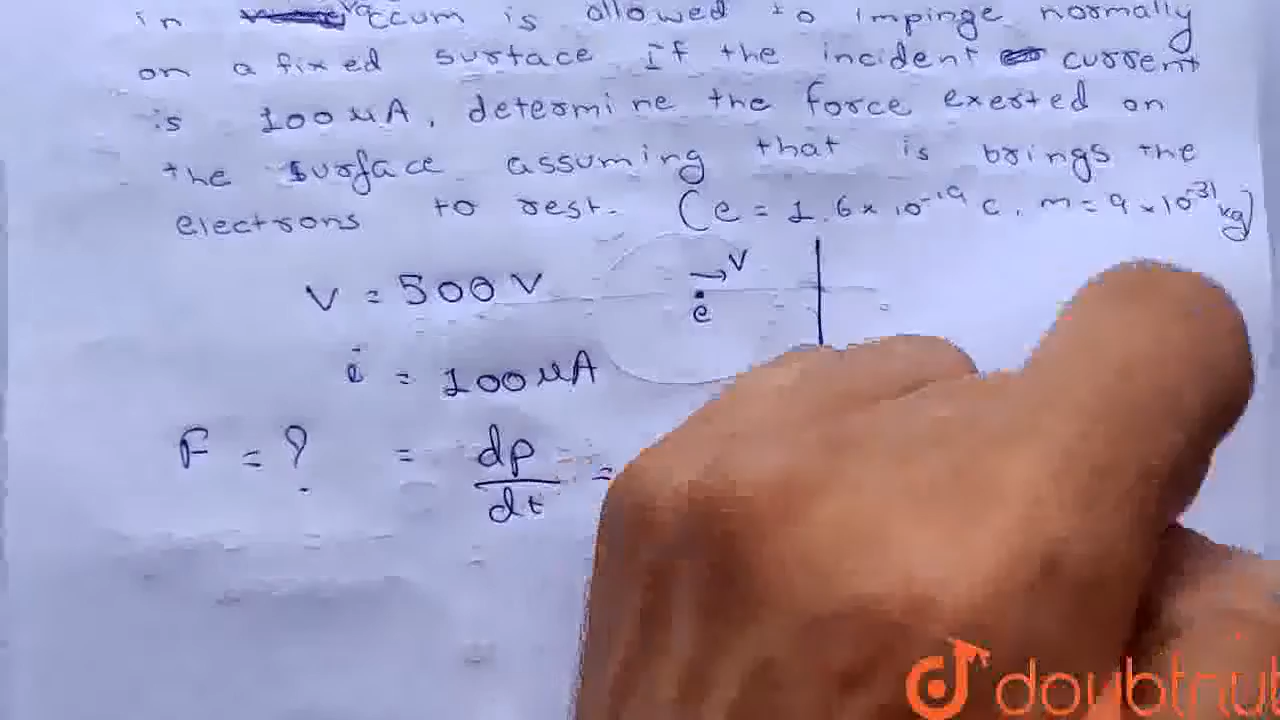 in vaccum is allowed to impinge normally
on a fixed surface If the incident current
is 100 μA, determine the force exerted on
the surface assuming that is brings the
electrons to rest. (e = 1.6 × 10⁻¹⁹ C, m = 9 × 10⁻³¹ kg)
V = 500 V
→ V
e
i = 100 μA
F = ? = dp/dt =
doubtnut